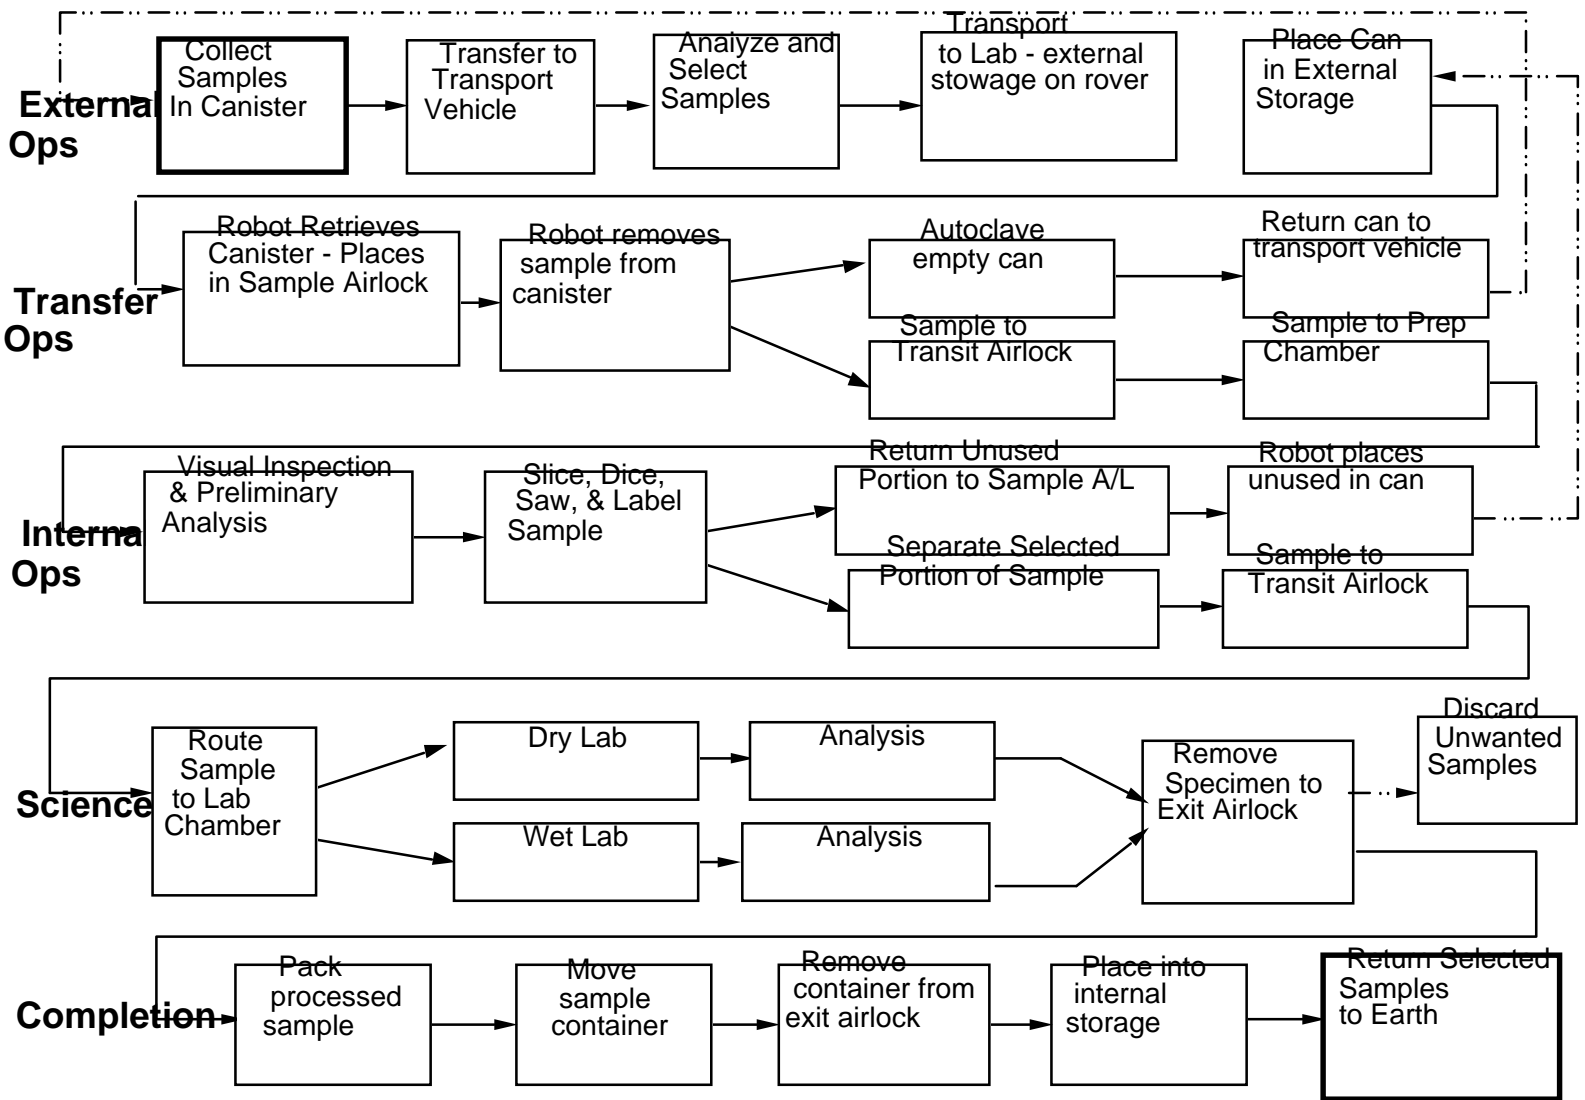 External
Ops
Collect
Samples
In Canister
Transfer to
Transport
Vehicle
Analyze and
Select
Samples
Transport
to Lab - external
stowage on rover
Place Can
in External
Storage
Transfer
Ops
Robot Retrieves
Canister - Places
in Sample Airlock
Robot removes
sample from
canister
Autoclave
empty can
Return can to
transport vehicle
Sample to
Transit Airlock
Sample to Prep
Chamber
Interna
Ops
Visual Inspection
& Preliminary
Analysis
Slice, Dice,
Saw, & Label
Sample
Return Unused
Portion to Sample A/L
Robot places
unused in can
Separate Selected
Portion of Sample
Sample to
Transit Airlock
Science
Route
Sample
to Lab
Chamber
Dry Lab
Analysis
Wet Lab
Analysis
Remove
Specimen to
Exit Airlock
Discard
Unwanted
Samples
Completion
Pack
processed
sample
Move
sample
container
Remove
container from
exit airlock
Place into
internal
storage
Return Selected
Samples
to Earth